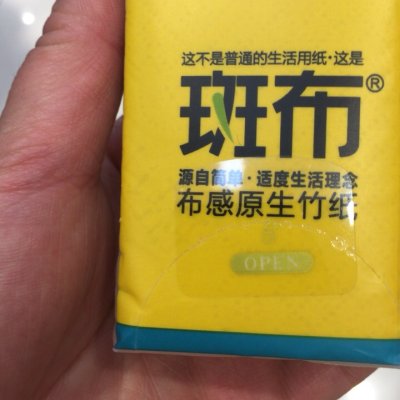 这不是普通的生活用纸·这是
斑布®
源自简单·适度生活理念
布感原生竹纸
OPEN